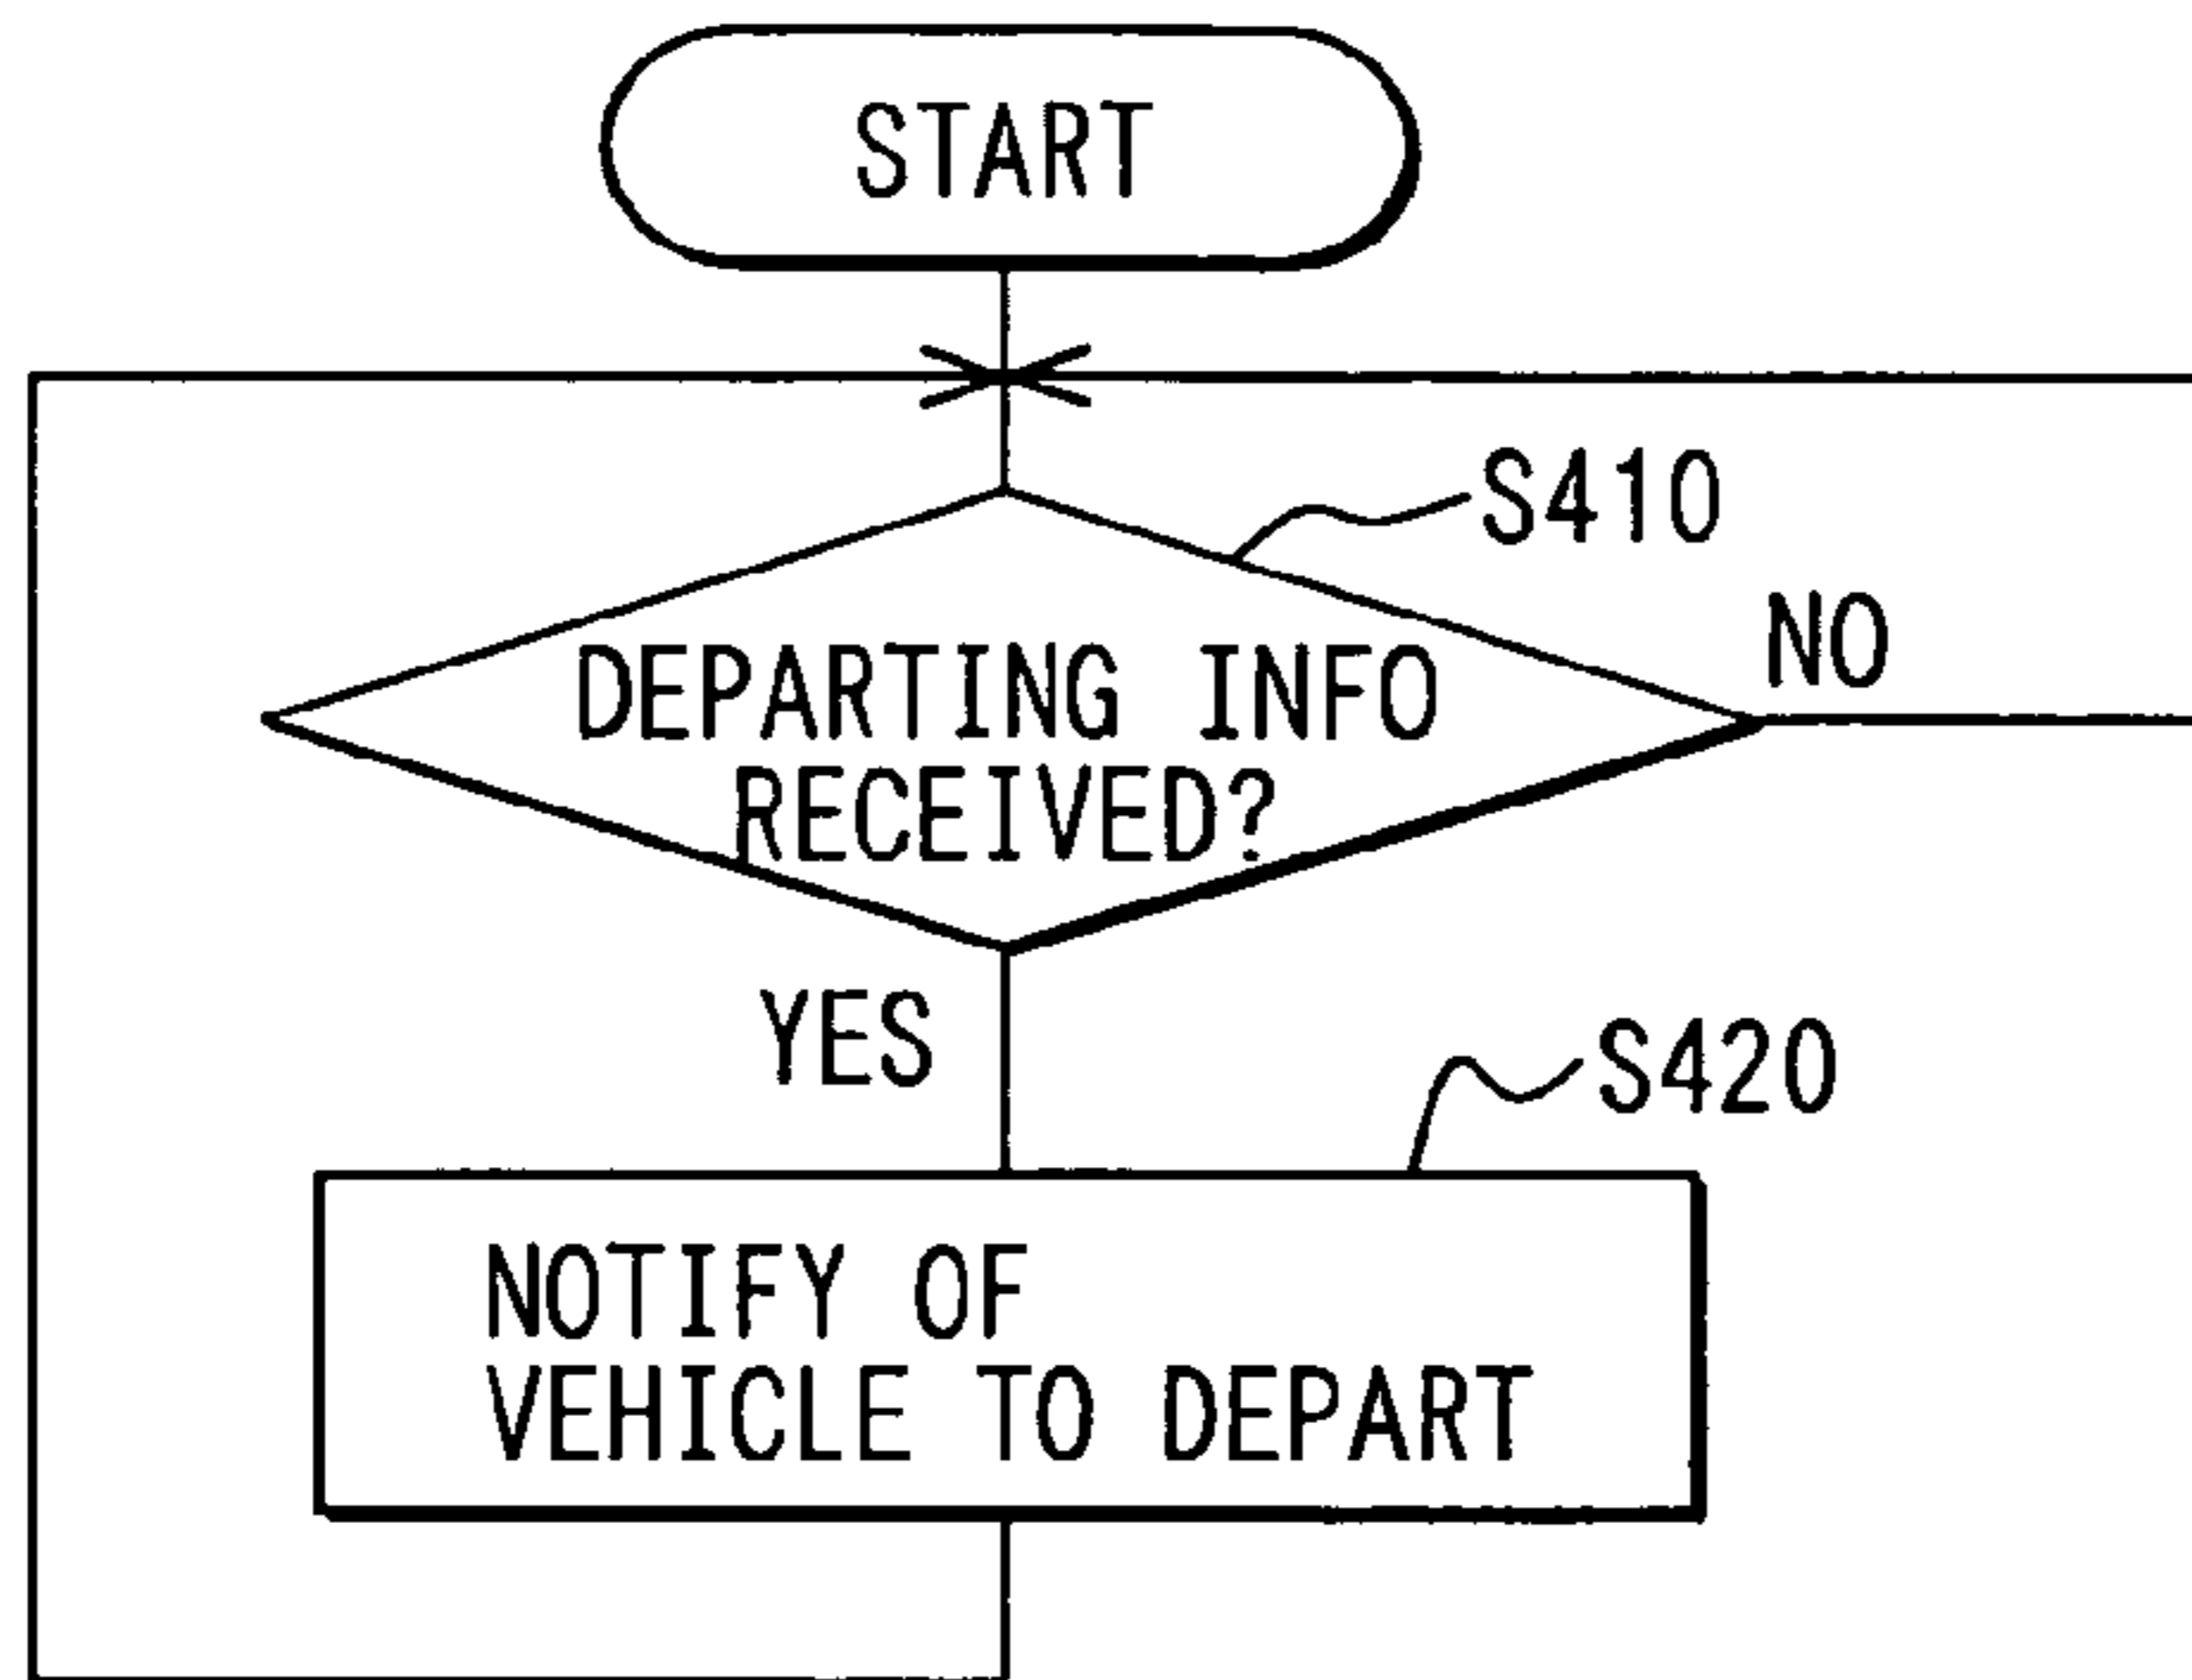 START
S410
NO
DEPARTING INFO
RECEIVED?
YES
S420
NOTIFY OF
VEHICLE TO DEPART